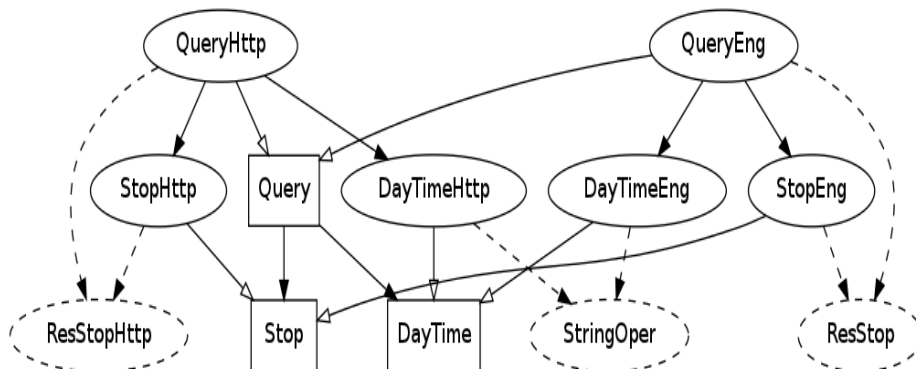 QueryHttp
QueryEng
StopHttp
Query
DayTimeHttp
DayTimeEng
StopEng
ResStopHttp
Stop
DayTime
StringOper
ResStop